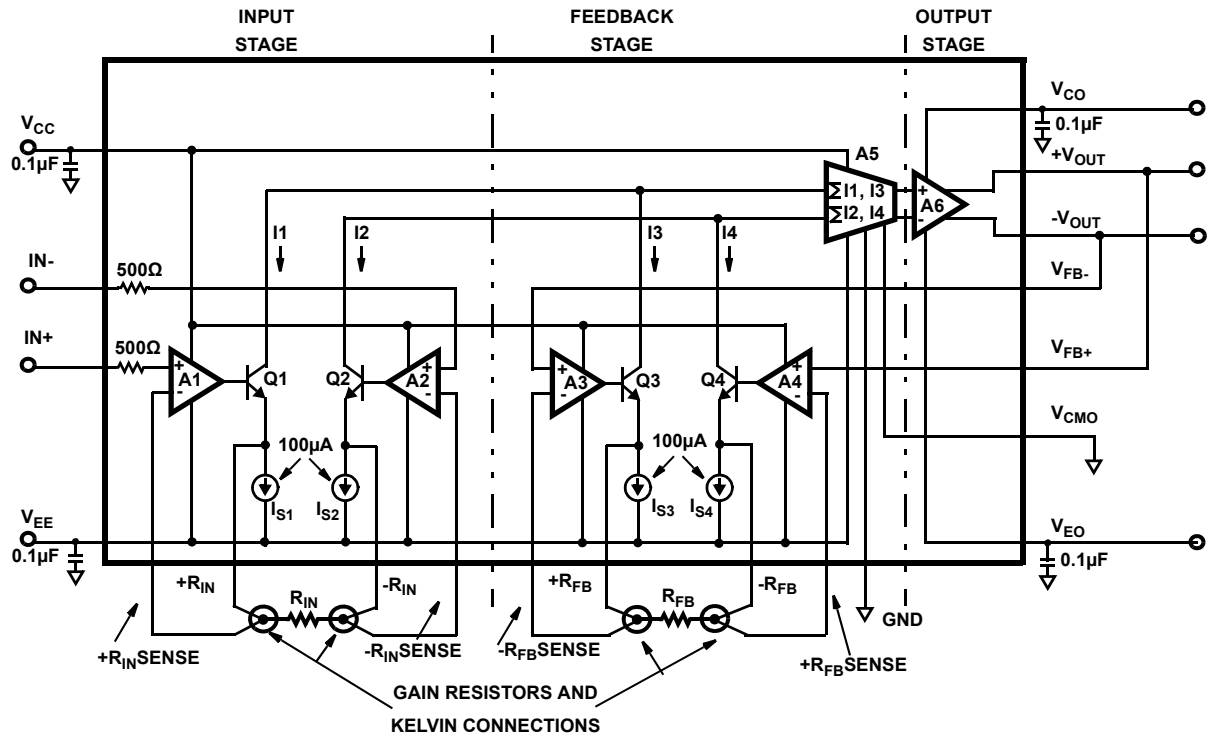 INPUT
STAGE
FEEDBACK
STAGE
OUTPUT
STAGE
VCC
0.1µF
VCO
0.1µF
A5
+VOUT
∑I1, I3
∑I2, I4
+
-
A6
-VOUT
I1
I2
I3
I4
IN-
500Ω
VFB-
IN+
500Ω
VFB+
+
-
A1
Q1
Q2
+
-
A2
+
-
A3
Q3
Q4
+
-
A4
VCMO
100µA
100µA
IS1
IS2
IS3
IS4
VEE
0.1µF
VEO
0.1µF
+RIN
-RIN
RIN
+RFB
-RFB
RFB
GND
+RINSENSE
-RINSENSE
-RFBSENSE
+RFBSENSE
GAIN RESISTORS AND
KELVIN CONNECTIONS